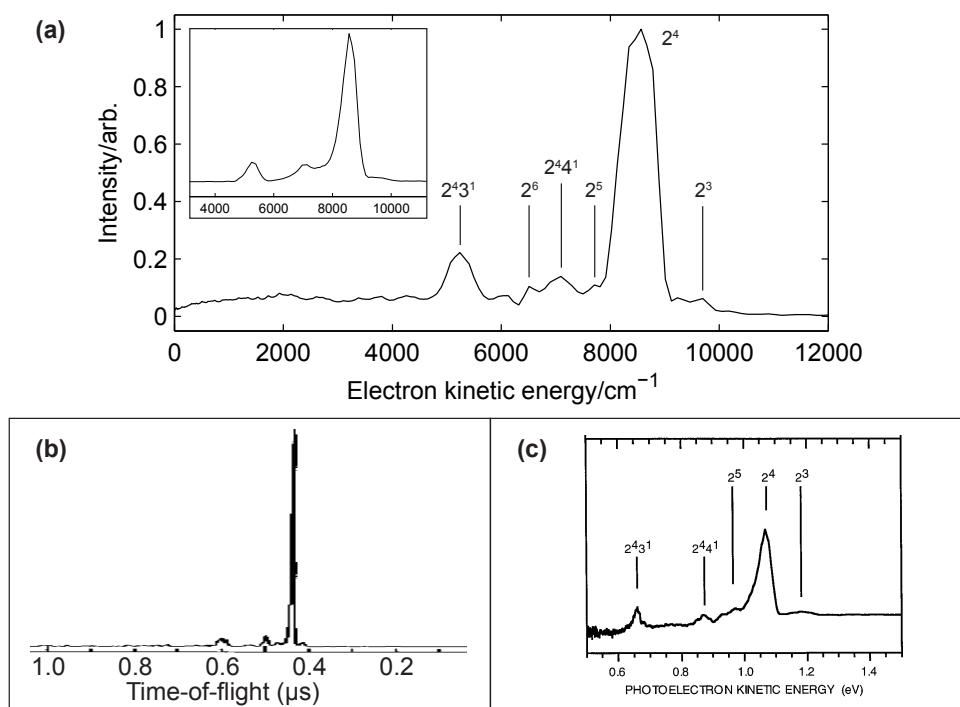 (a)
Intensity/arb.
1
0.8
0.6
0.4
0.2
0
2⁴
2⁴3¹
2⁶
2⁴4¹
2⁵
2³
4000 6000 8000 10000
0 2000 4000 6000 8000 10000 12000
Electron kinetic energy/cm⁻¹
(b)
1.0 0.8 0.6 0.4 0.2
Time-of-flight (μs)
(c)
2⁵ 2⁴ 2³
2⁴3¹ 2⁴4¹
0.6 0.8 1.0 1.2 1.4
PHOTOELECTRON KINETIC ENERGY (eV)